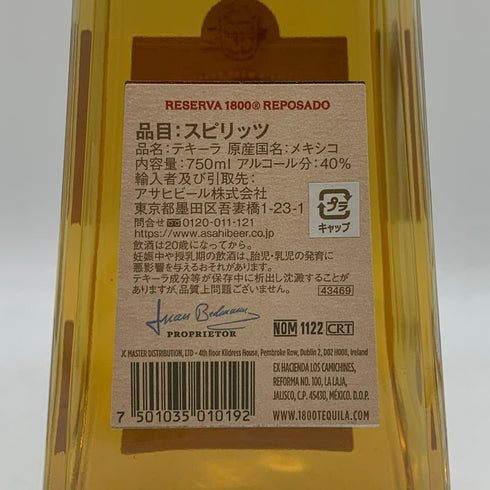 RESERVA 1800® REPOSADO
品目：スピリッツ
品名：テキーラ 原産国名：メキシコ
内容量：750ml アルコール分：40%
輸入者及び引取先：
アサヒビール株式会社
東京都墨田区吾妻橋1-23-1
問合せ 0120-011-121
https://www.asahibeer.co.jp
飲酒は20歳になってから。
妊娠中や授乳期の飲酒は、胎児・乳児の発育に
悪影響を与えるおそれがあります。
テキーラ成分等が保存中に析出し沈澱することが
ありますが、品質上問題ございません。
43469
プラ
キャップ
Juan Beckmann
PROPRIETOR
NOM 1122 CRT
JC MASTER DISTRIBUTION, LTD - 4th floor Kildress House, Pembroke Row, Dublin 2, D02 H008, Ireland
EX HACIENDA LOS CAMICHINES,
REFORMA NO. 100, LA LAJA,
JALISCO, C.P. 45430, MÉXICO. D.O.P.
WWW.1800TEQUILA.COM
7 501035 010192